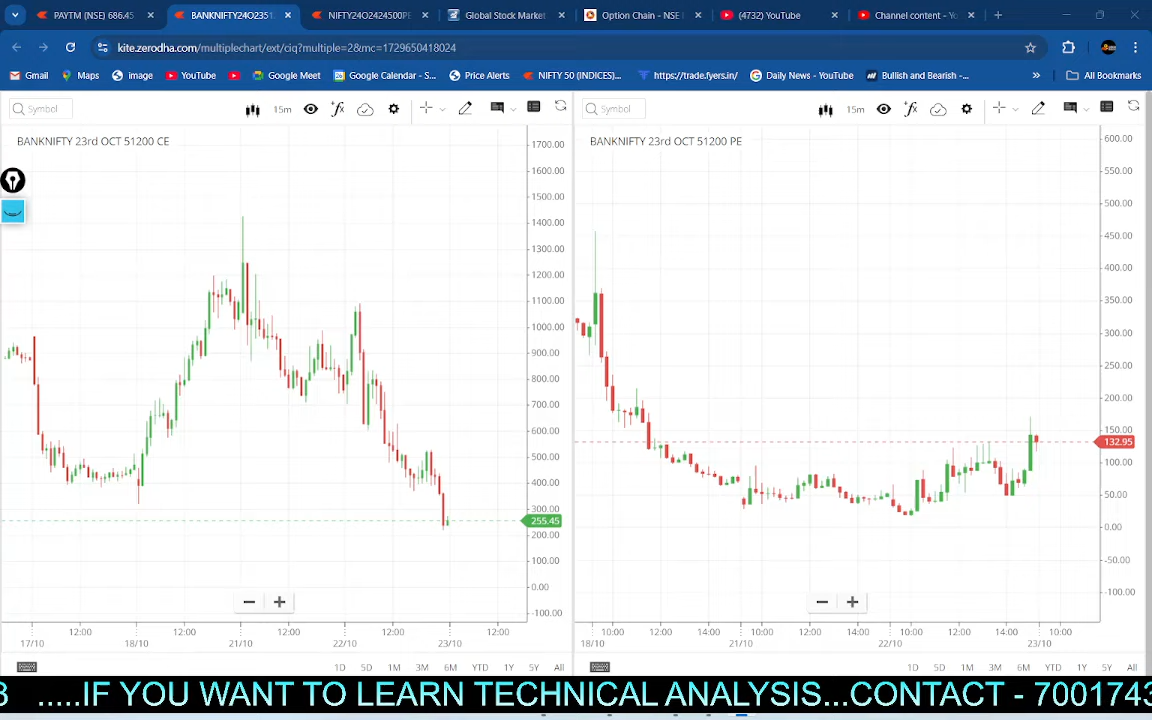 PAYTM (NSE) 686.45
BANKNIFTY24O2351
NIFTY24O2424500PE
Global Stock Market
Option Chain - NSE
(4732) YouTube
Channel content - Yo
kite.zerodha.com/multiplechart/ext/ciq?multiple=2&mc=1729650418024
Gmail
Maps
image
YouTube
Google Meet
Google Calendar - S...
Price Alerts
NIFTY 50 (INDICES)...
https://trade.fyers.in/
Daily News - YouTube
Bullish and Bearish -...
»
All Bookmarks
Symbol
15m
Symbol
15m
BANKNIFTY 23rd OCT 51200 CE
1700.00
1600.00
1500.00
1400.00
1300.00
1200.00
1100.00
1000.00
900.00
800.00
700.00
600.00
500.00
400.00
300.00
255.45
200.00
100.00
0.00
-100.00
12:00
12:00
12:00
12:00
12:00
17/10
18/10
21/10
22/10
23/10
1D
5D
1M
3M
6M
YTD
1Y
5Y
All
BANKNIFTY 23rd OCT 51200 PE
600.00
550.00
500.00
450.00
400.00
350.00
300.00
250.00
200.00
150.00
132.95
100.00
50.00
0.00
-50.00
-100.00
10:00
12:00
14:00
10:00
12:00
14:00
10:00
12:00
14:00
10:00
18/10
21/10
22/10
23/10
1D
5D
1M
3M
6M
YTD
1Y
5Y
All
3 .....IF YOU WANT TO LEARN TECHNICAL ANALYSIS...CONTACT - 7001743